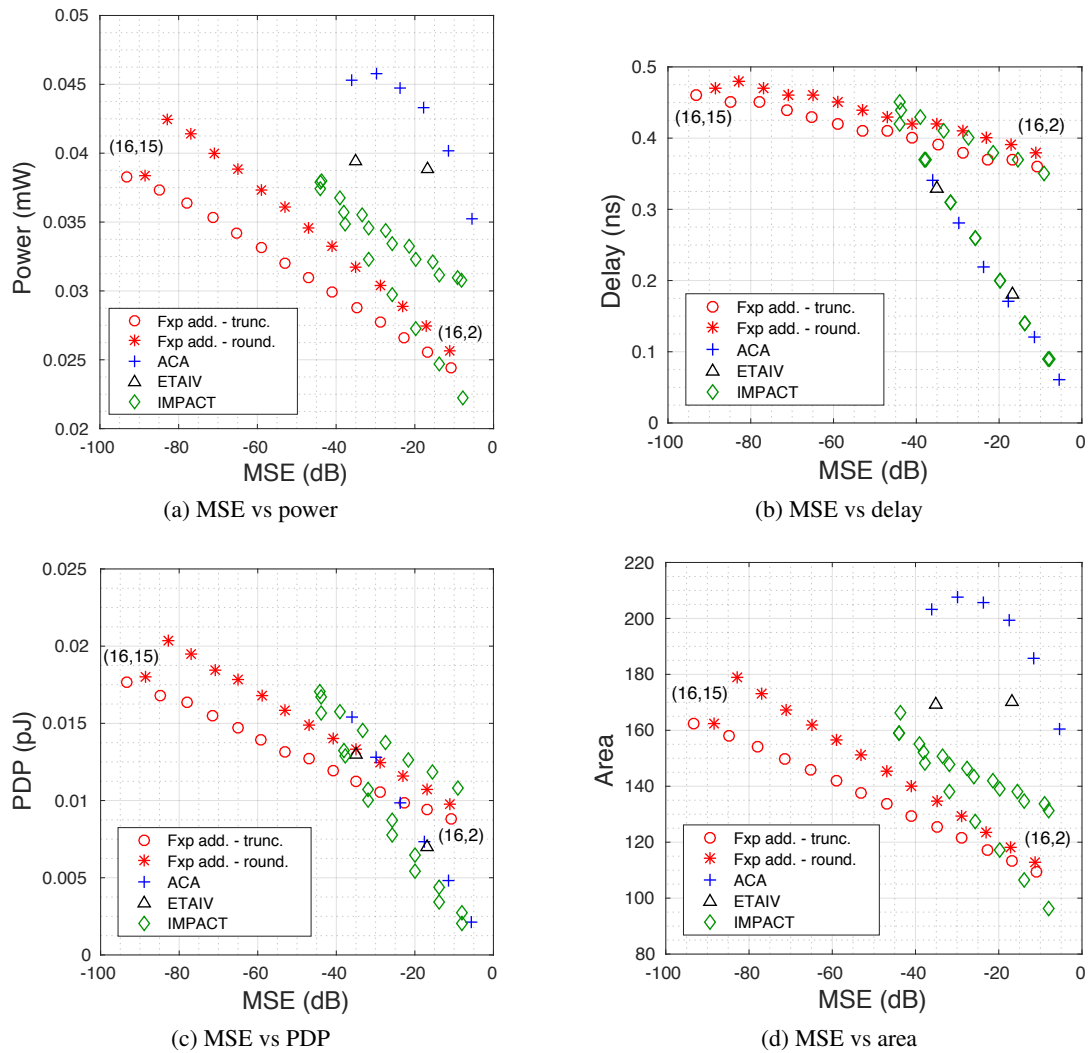 0.05
0.045
0.04
0.035
0.03
0.025
0.02
Power (mW)
(16,15)
(16,2)
Fxp add. - trunc.
Fxp add. - round.
ACA
ETAIV
IMPACT
-100
-80
-60
-40
-20
0
MSE (dB)
(a) MSE vs power
0.5
0.4
0.3
0.2
0.1
0
Delay (ns)
(16,15)
(16,2)
Fxp add. - trunc.
Fxp add. - round.
ACA
ETAIV
IMPACT
-100
-80
-60
-40
-20
0
MSE (dB)
(b) MSE vs delay
0.025
0.02
0.015
0.01
0.005
0
PDP (pJ)
(16,15)
(16,2)
Fxp add. - trunc.
Fxp add. - round.
ACA
ETAIV
IMPACT
-100
-80
-60
-40
-20
0
MSE (dB)
(c) MSE vs PDP
220
200
180
160
140
120
100
80
Area
(16,15)
(16,2)
Fxp add. - trunc.
Fxp add. - round.
ACA
ETAIV
IMPACT
-100
-80
-60
-40
-20
0
MSE (dB)
(d) MSE vs area